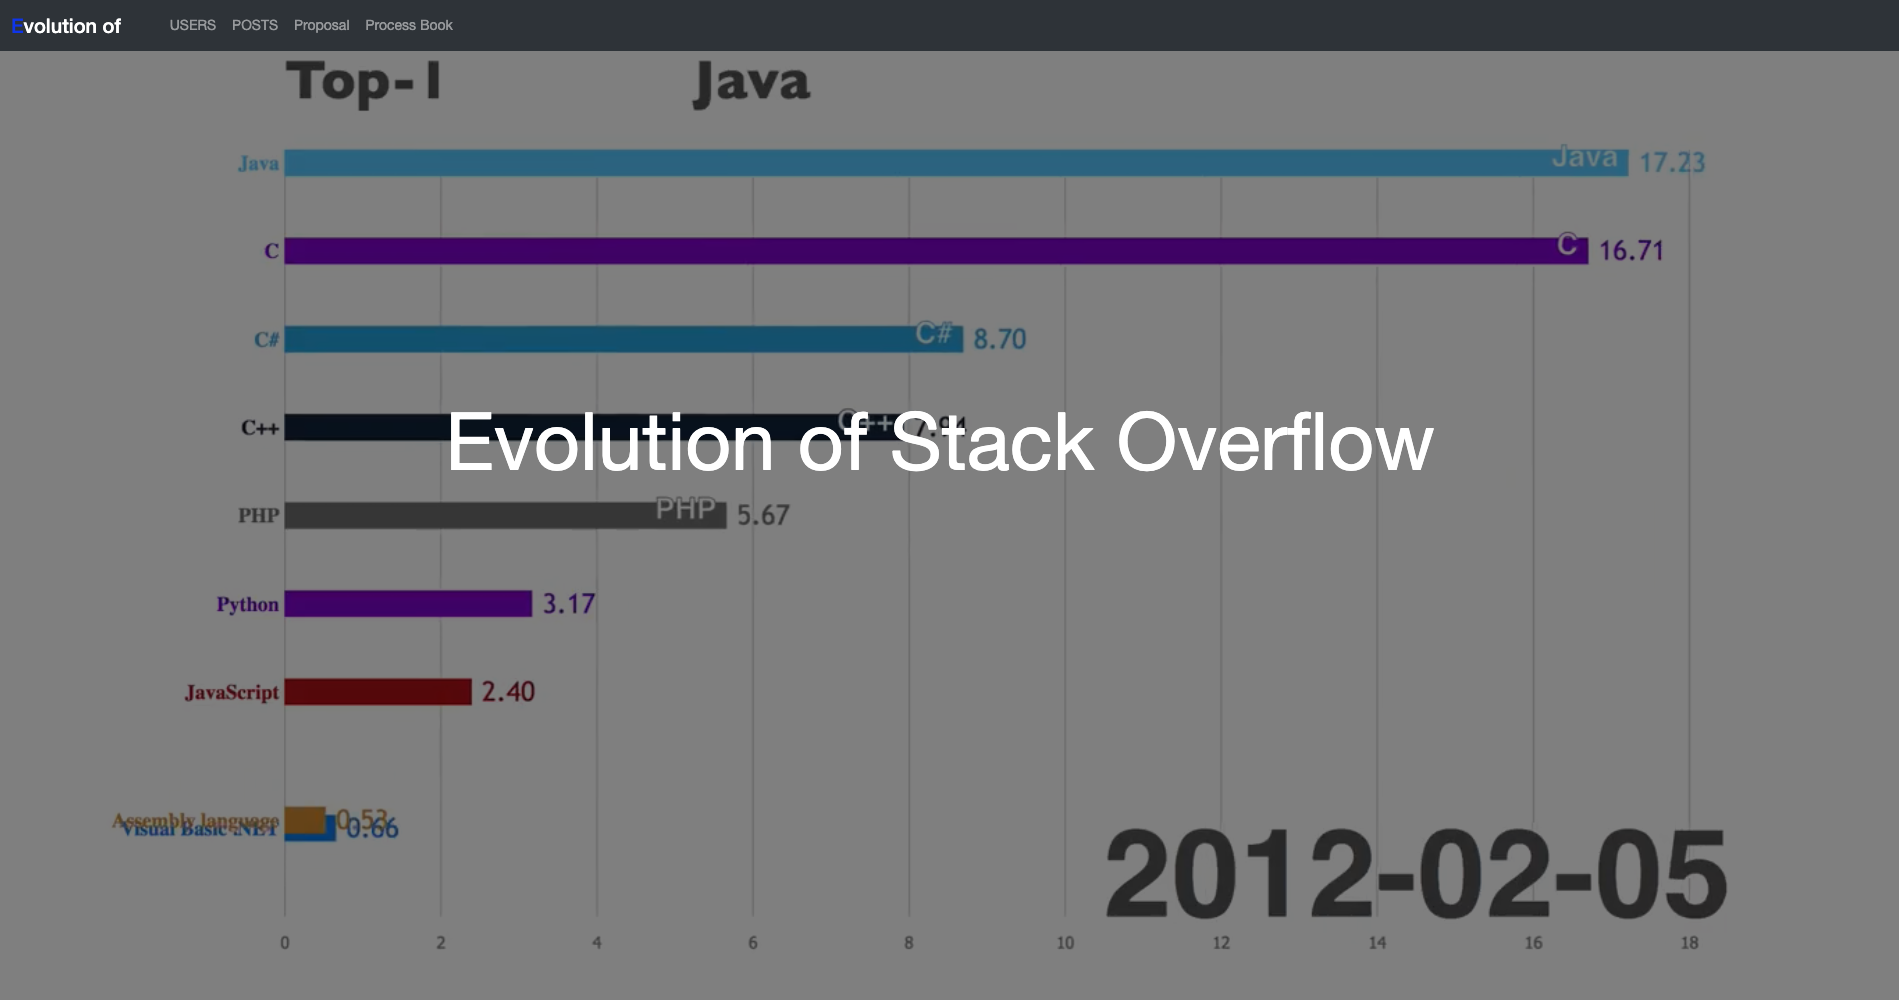 Evolution of USERS POSTS Proposal Process Book
Top-1 Java
Java Java 17.23
C C 16.71
C# C# 8.70
C++ C++ 7.94
Evolution of Stack Overflow
PHP PHP 5.67
Python 3.17
JavaScript 2.40
Assembly language 0.53
Visual Basic .NET 0.66
2012-02-05
0 2 4 6 8 10 12 14 16 18